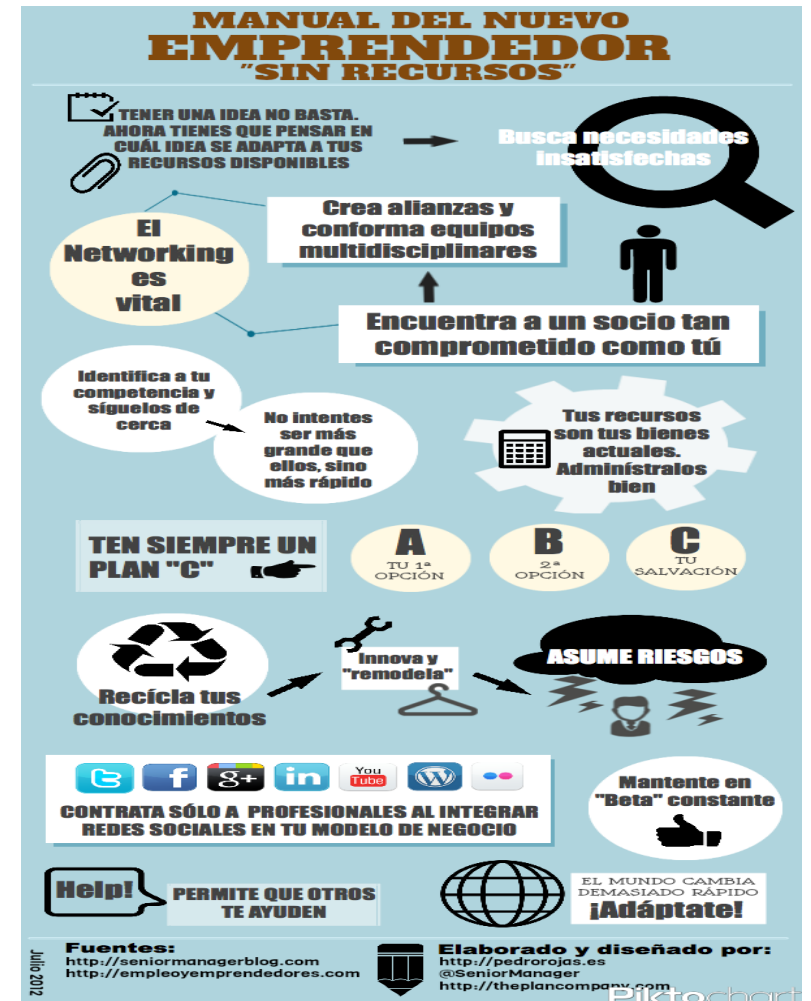 MANUAL DEL NUEVO
EMPRENDEDOR
"SIN RECURSOS"
TENER UNA IDEA NO BASTA.
AHORA TIENES QUE PENSAR EN
CUÁL IDEA SE ADAPTA A TUS
RECURSOS DISPONIBLES
Busca necesidades
insatisfechas
El
Networking
es
vital
Crea alianzas y
conforma equipos
multidisciplinares
Encuentra a un socio tan
comprometido como tú
Identifica a tu
competencia y
síguelos de
cerca
No intentes
ser más
grande que
ellos, sino
más rápido
Tus recursos
son tus bienes
actuales.
Adminístralos
bien
TEN SIEMPRE UN
PLAN "C"
A
TU 1ª
OPCIÓN
B
2ª
OPCIÓN
C
TU
SALVACIÓN
Recícla tus
conocimientos
Innova y
"remodela"
ASUME RIESGOS
t
f
g+
in
You
Tube
W
CONTRATA SÓLO A PROFESIONALES AL INTEGRAR
REDES SOCIALES EN TU MODELO DE NEGOCIO
Mantente en
"Beta" constante
Help!
PERMITE QUE OTROS
TE AYUDEN
EL MUNDO CAMBIA
DEMASIADO RÁPIDO
¡Adáptate!
Julio 2012
Fuentes:
http://seniormanagerblog.com
http://empleoyemprendedores.com
Elaborado y diseñado por:
http://pedrorojas.es
@SeniorManager
http://theplancompany.com
Piktochart